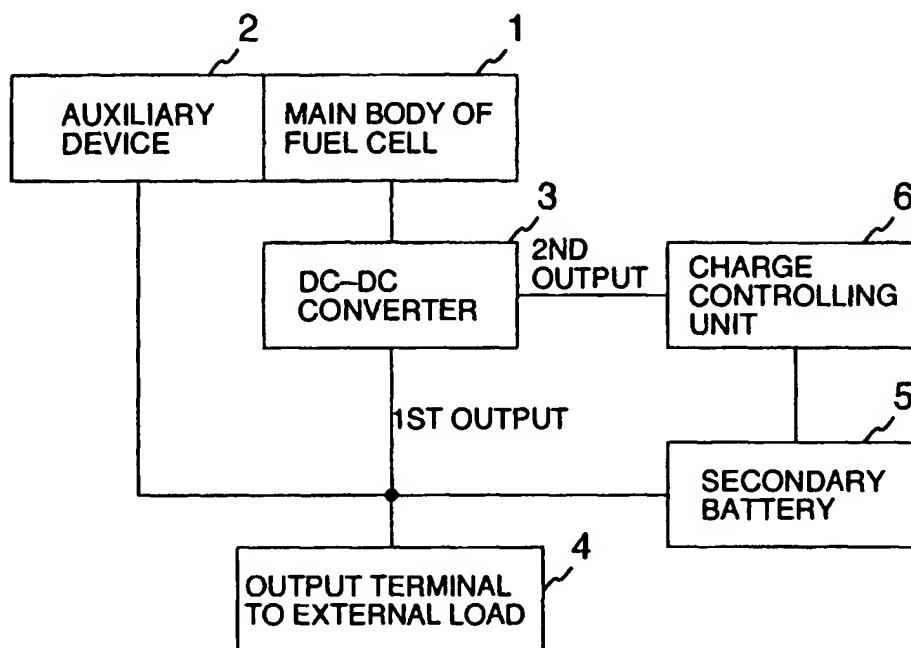 2
1
AUXILIARY
DEVICE
MAIN BODY OF
FUEL CELL
3
6
DC–DC
CONVERTER
2ND
OUTPUT
CHARGE
CONTROLLING
UNIT
1ST OUTPUT
5
SECONDARY
BATTERY
4
OUTPUT TERMINAL
TO EXTERNAL LOAD